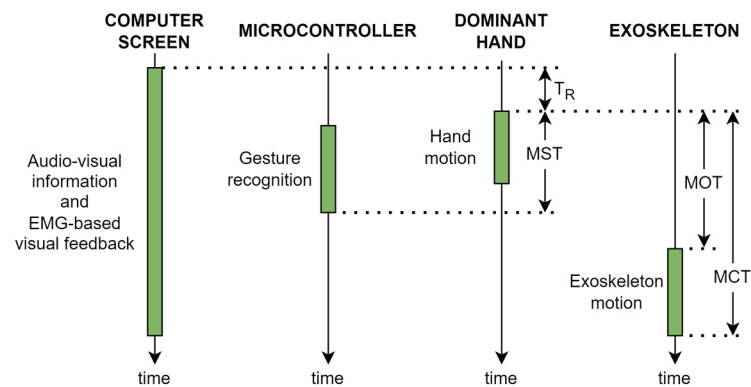 COMPUTER
SCREEN
MICROCONTROLLER
DOMINANT
HAND
EXOSKELETON
T_R
Audio-visual
information
and
EMG-based
visual feedback
Gesture
recognition
Hand
motion
MST
MOT
MCT
Exoskeleton
motion
time
time
time
time